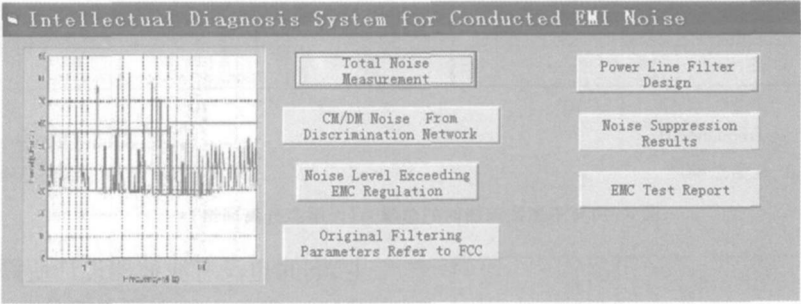 Intellectual Diagnosis System for Conducted EMI Noise
Total Noise
Measurement
CM/DM Noise From
Discrimination Network
Noise Level Exceeding
EMC Regulation
Original Filtering
Parameters Refer to FCC
Power Line Filter
Design
Noise Suppression
Results
EMC Test Report